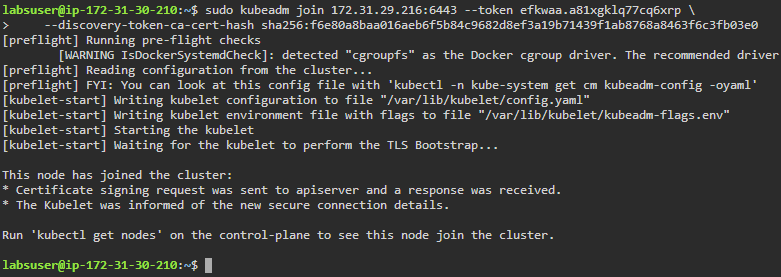 labsuser@ip-172-31-30-210:~$ sudo kubeadm join 172.31.29.216:6443 --token efkwaa.a81xgklq77cq6xrp \
>     --discovery-token-ca-cert-hash sha256:f6e80a8baa016aeb6f5b84c9682d8ef3a19b71439f1ab8768a8463f6c3fb03e0
[preflight] Running pre-flight checks
        [WARNING IsDockerSystemdCheck]: detected "cgroupfs" as the Docker cgroup driver. The recommended driver
[preflight] Reading configuration from the cluster...
[preflight] FYI: You can look at this config file with 'kubectl -n kube-system get cm kubeadm-config -oyaml'
[kubelet-start] Writing kubelet configuration to file "/var/lib/kubelet/config.yaml"
[kubelet-start] Writing kubelet environment file with flags to file "/var/lib/kubelet/kubeadm-flags.env"
[kubelet-start] Starting the kubelet
[kubelet-start] Waiting for the kubelet to perform the TLS Bootstrap...
This node has joined the cluster:
* Certificate signing request was sent to apiserver and a response was received.
* The Kubelet was informed of the new secure connection details.
Run 'kubectl get nodes' on the control-plane to see this node join the cluster.
labsuser@ip-172-31-30-210:~$